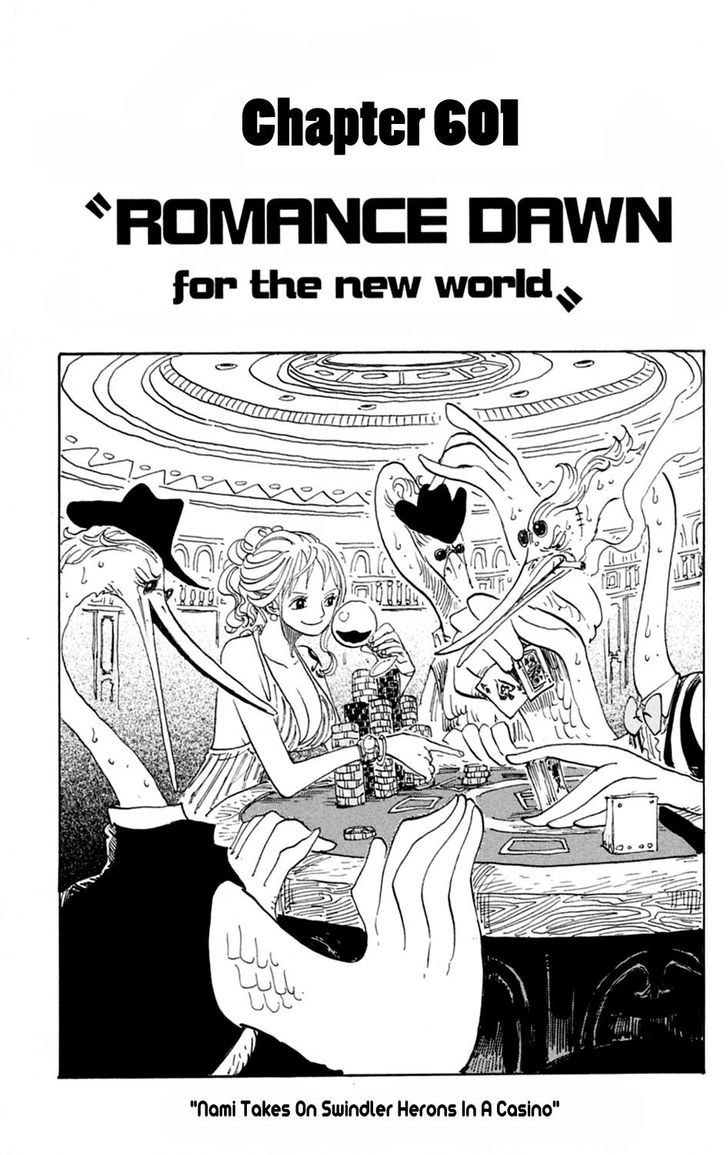 Chapter 601
"ROMANCE DAWN
for the new world"
"Nami Takes On Swindler Herons In A Casino"